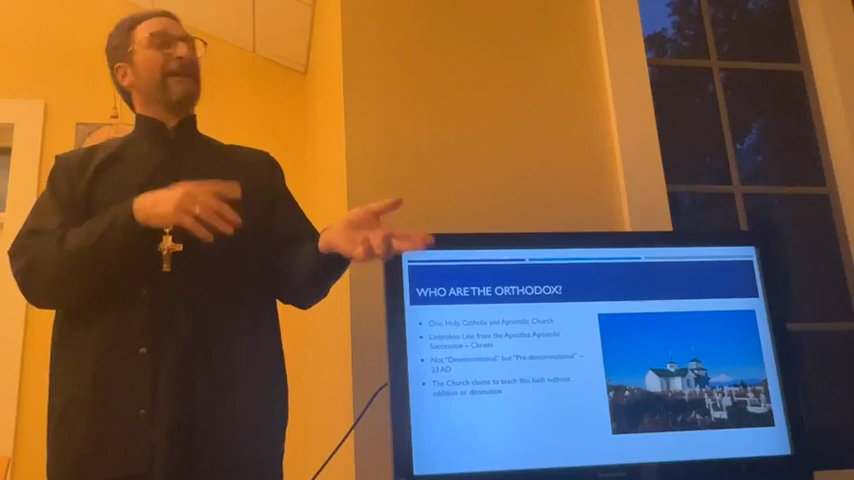 WHO ARE THE ORTHODOX?
One, Holy, Catholic and Apostolic Church
Unbroken Line from the Apostles, Apostolic
Succession – Christ
Not "Denominational" but "Pre-denominational" –
33 AD
The Church claims to teach this faith without
addition or diminution